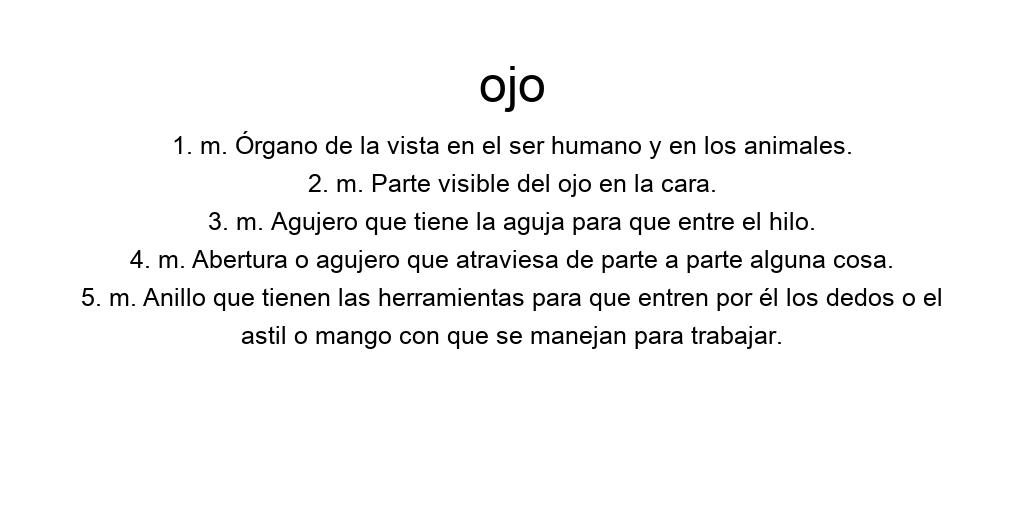 ojo
1. m. Órgano de la vista en el ser humano y en los animales.
2. m. Parte visible del ojo en la cara.
3. m. Agujero que tiene la aguja para que entre el hilo.
4. m. Abertura o agujero que atraviesa de parte a parte alguna cosa.
5. m. Anillo que tienen las herramientas para que entren por él los dedos o el
astil o mango con que se manejan para trabajar.